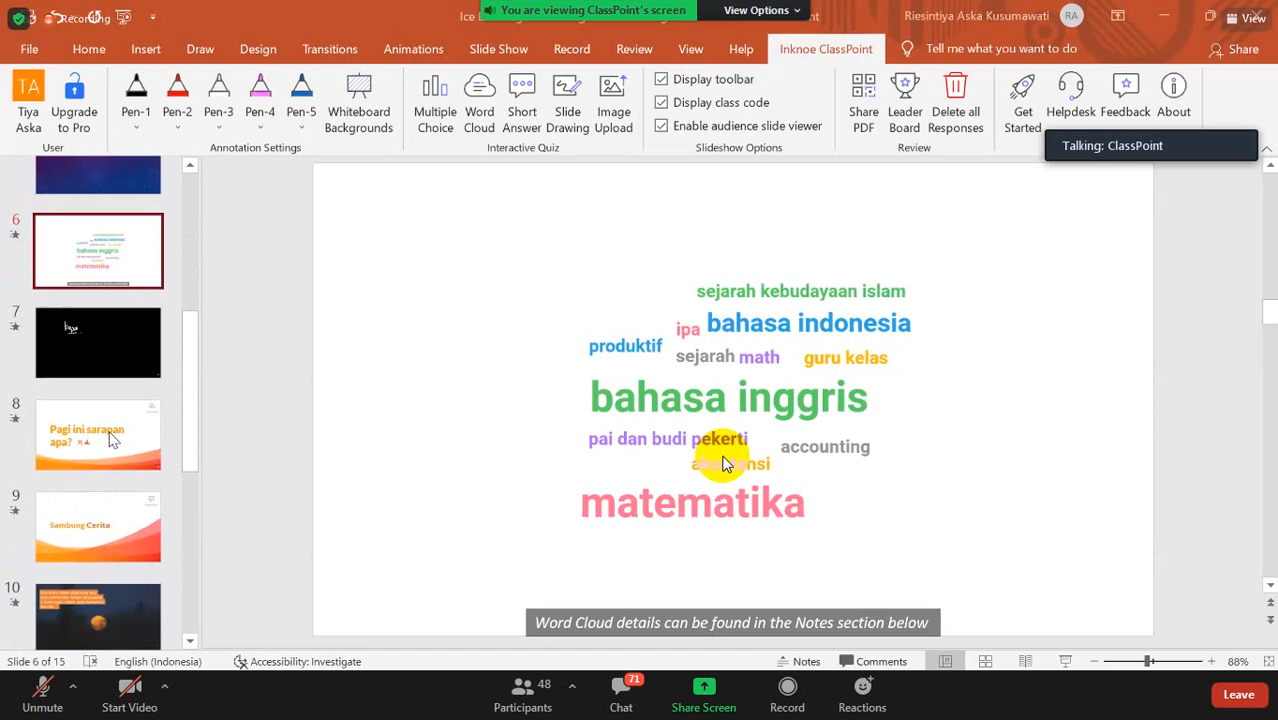 Recording
You are viewing ClassPoint's screen
View Options
Riesintiya Aska Kusumawati
RA
View
File Home Insert Draw Design Transitions Animations Slide Show Record Review View Help Inknoe ClassPoint Tell me what you want to do Share
TA
Tiya Aska
Upgrade to Pro
User
Pen-1 Pen-2 Pen-3 Pen-4 Pen-5
Whiteboard Backgrounds
Annotation Settings
Multiple Choice
Word Cloud
Short Answer
Slide Drawing
Image Upload
Interactive Quiz
Display toolbar
Display class code
Enable audience slide viewer
Slideshow Options
Share PDF
Leader Board
Delete all Responses
Review
Get Started
Helpdesk
Feedback
About
Talking: ClassPoint
6
7
8
Pagi ini sarapan
apa?
9
Sambung Cerita
10
sejarah kebudayaan islam
ipa bahasa indonesia
produktif
sejarah math guru kelas
bahasa inggris
pai dan budi pekerti
accounting
akuntansi
matematika
Word Cloud details can be found in the Notes section below
Slide 6 of 15 English (Indonesia) Accessibility: Investigate Notes Comments 88%
Unmute
Start Video
48
Participants
71
Chat
Share Screen
Record
Reactions
Leave